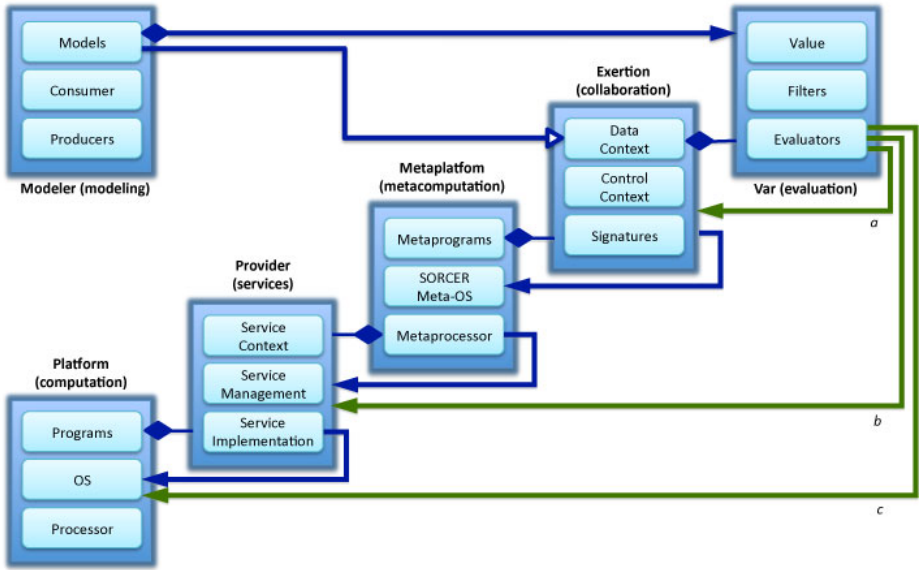 Models
Consumer
Producers
Modeler (modeling)
Value
Filters
Evaluators
Var (evaluation)
a
Exertion
(collaboration)
Data
Context
Control
Context
Signatures
Metaplatfom
(metacomputation)
Metaprograms
SORCER
Meta-OS
Metaprocessor
Provider
(services)
Service
Context
Service
Management
Service
Implementation
b
Platform
(computation)
Programs
OS
Processor
c